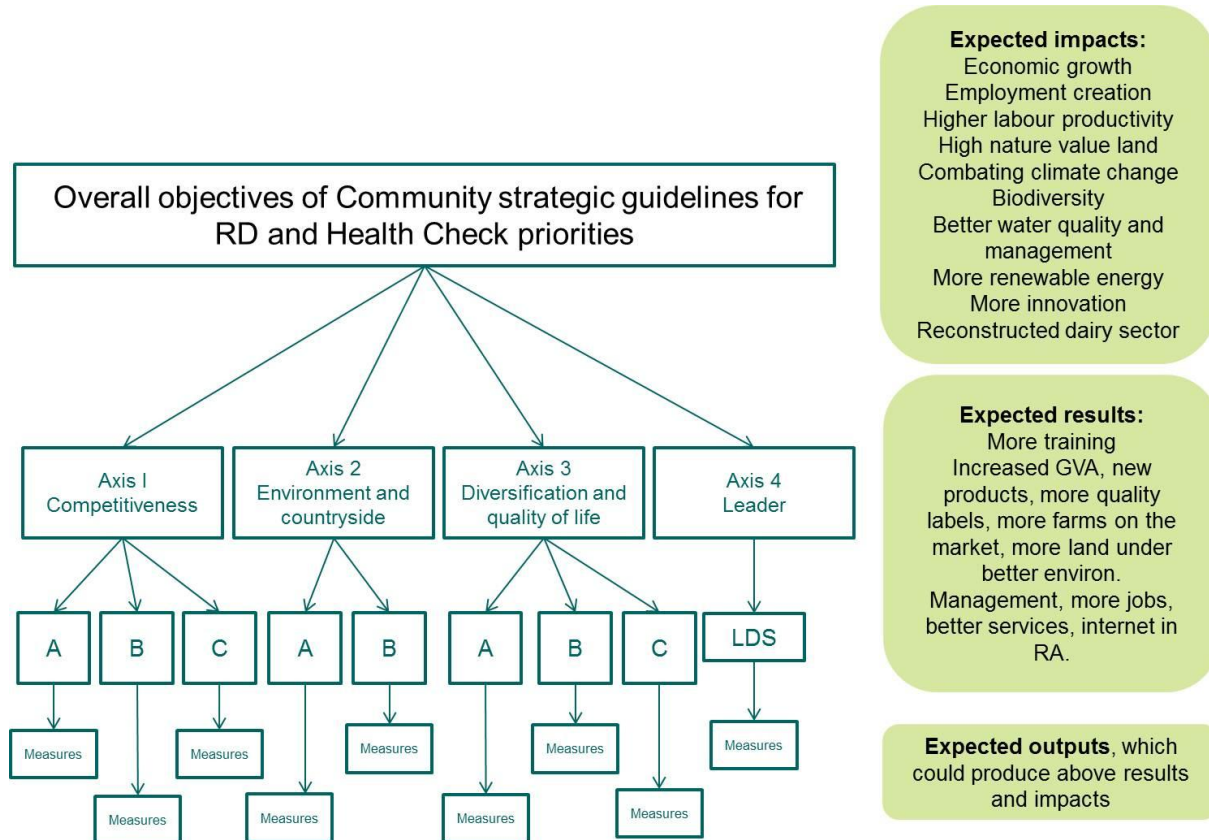 Overall objectives of Community strategic guidelines for
RD and Health Check priorities
Axis I
Competitiveness
Axis 2
Environment and
countryside
Axis 3
Diversification and
quality of life
Axis 4
Leader
A
B
C
A
B
A
B
C
LDS
Measures
Measures
Measures
Measures
Measures
Measures
Measures
Measures
Measures
Expected impacts:
Economic growth
Employment creation
Higher labour productivity
High nature value land
Combating climate change
Biodiversity
Better water quality and
management
More renewable energy
More innovation
Reconstructed dairy sector
Expected results:
More training
Increased GVA, new
products, more quality
labels, more farms on the
market, more land under
better environ.
Management, more jobs,
better services, internet in
RA.
Expected outputs, which
could produce above results
and impacts